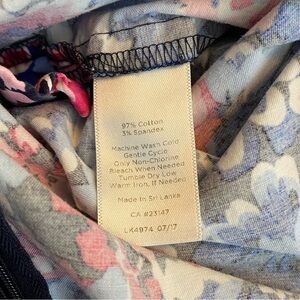 97% Cotton
3% Spandex
Machine Wash Cold
Gentle Cycle
Only Non-Chlorine
Bleach When Needed
Tumble Dry Low
Warm Iron, If Needed
Made In Sri Lanka
CA #23147
LK4974 07/17